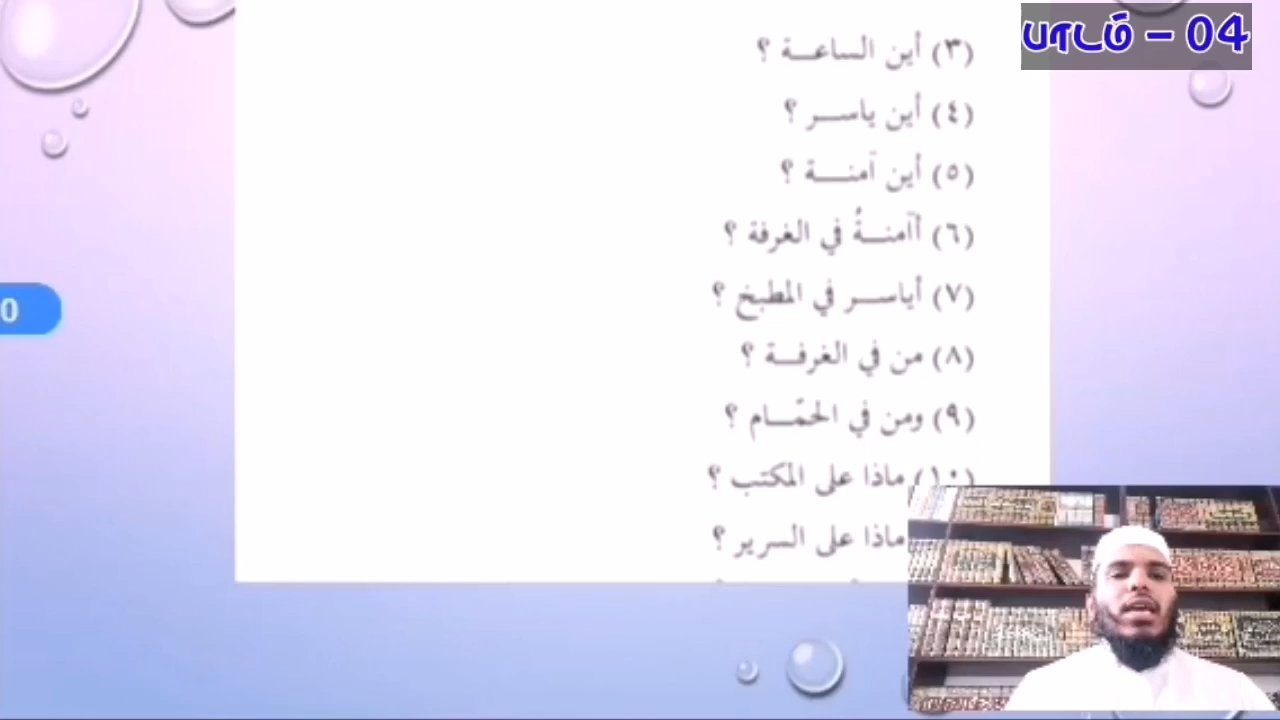 பாடம் – 04
(٣) أين الساعة ؟
(٤) أين ياسر ؟
(٥) أين آمنة ؟
(٦) أآمنةُ في الغرفة ؟
(٧) أياسر في المطبخ ؟
(٨) من في الغرفة ؟
(٩) ومن في الحمّام ؟
(١٠) ماذا على المكتب ؟
ماذا على السرير ؟
0